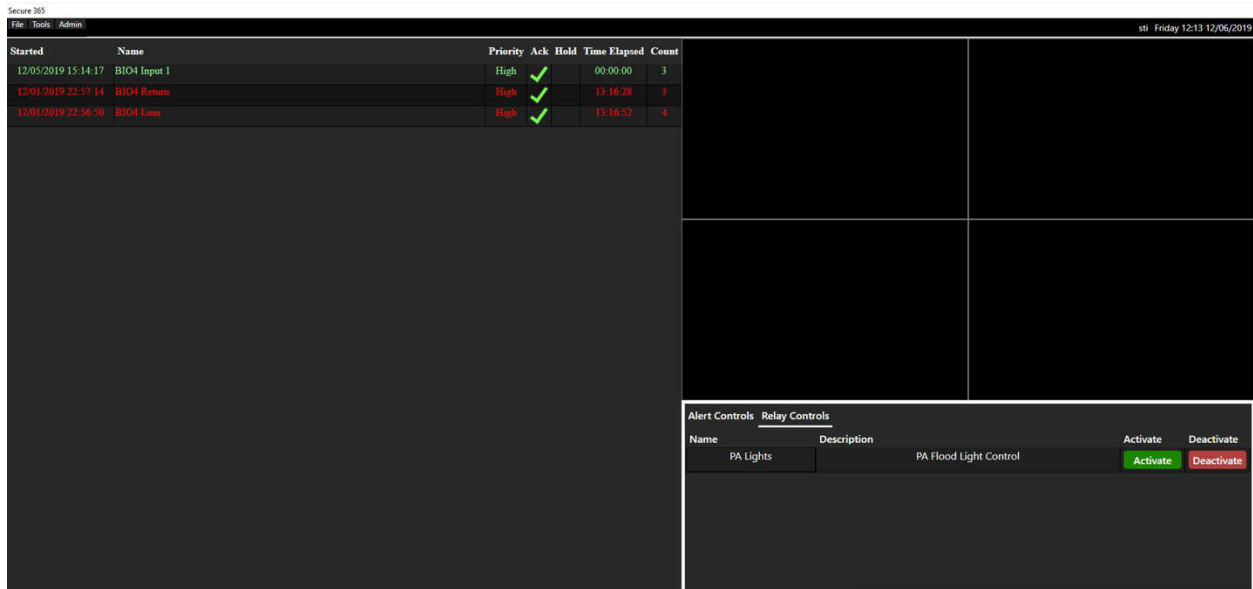 Secure 365
File Tools Admin
sti Friday 12:13 12/06/2019
Started Name Priority Ack Hold Time Elapsed Count
12/05/2019 15:14:17 BIO4 Input 1 High 00:00:00 3
12/01/2019 22:57:14 BIO4 Return High 13:16:28 3
12/01/2019 22:56:50 BIO4 Loss High 13:16:52 4
Alert Controls Relay Controls
Name Description Activate Deactivate
PA Lights PA Flood Light Control Activate Deactivate